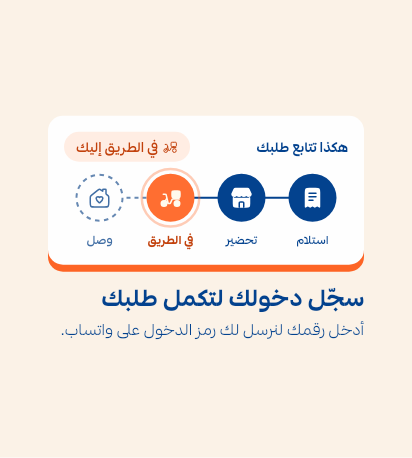 هكذا تتابع طلبك
في الطريق إليك
استلام
تحضير
في الطريق
وصل
سجّل دخولك لتكمل طلبك
أدخل رقمك لنرسل لك رمز الدخول على واتساب.